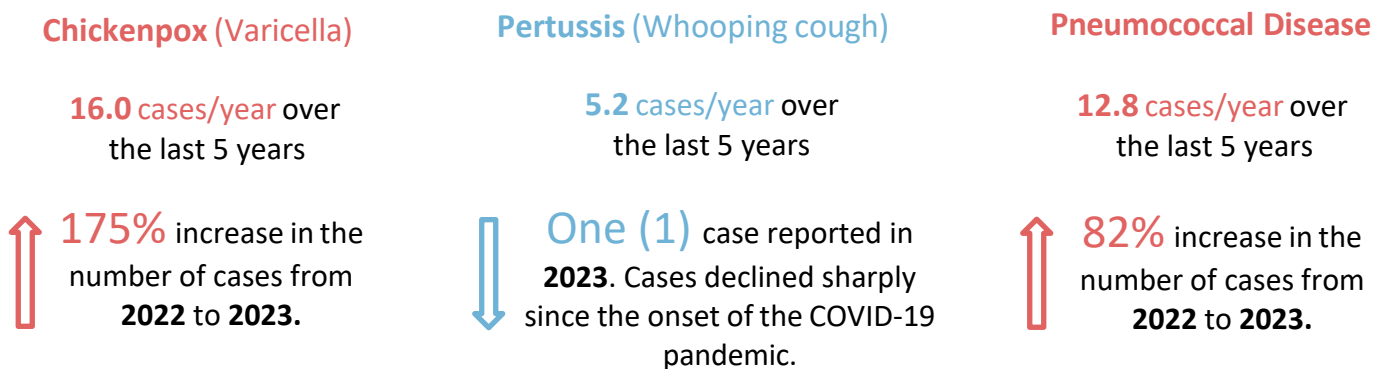 Chickenpox (Varicella)
16.0 cases/year over
the last 5 years
175% increase in the
number of cases from
2022 to 2023.
Pertussis (Whooping cough)
5.2 cases/year over
the last 5 years
One (1) case reported in
2023. Cases declined sharply
since the onset of the COVID-19
pandemic.
Pneumococcal Disease
12.8 cases/year over
the last 5 years
82% increase in the
number of cases from
2022 to 2023.